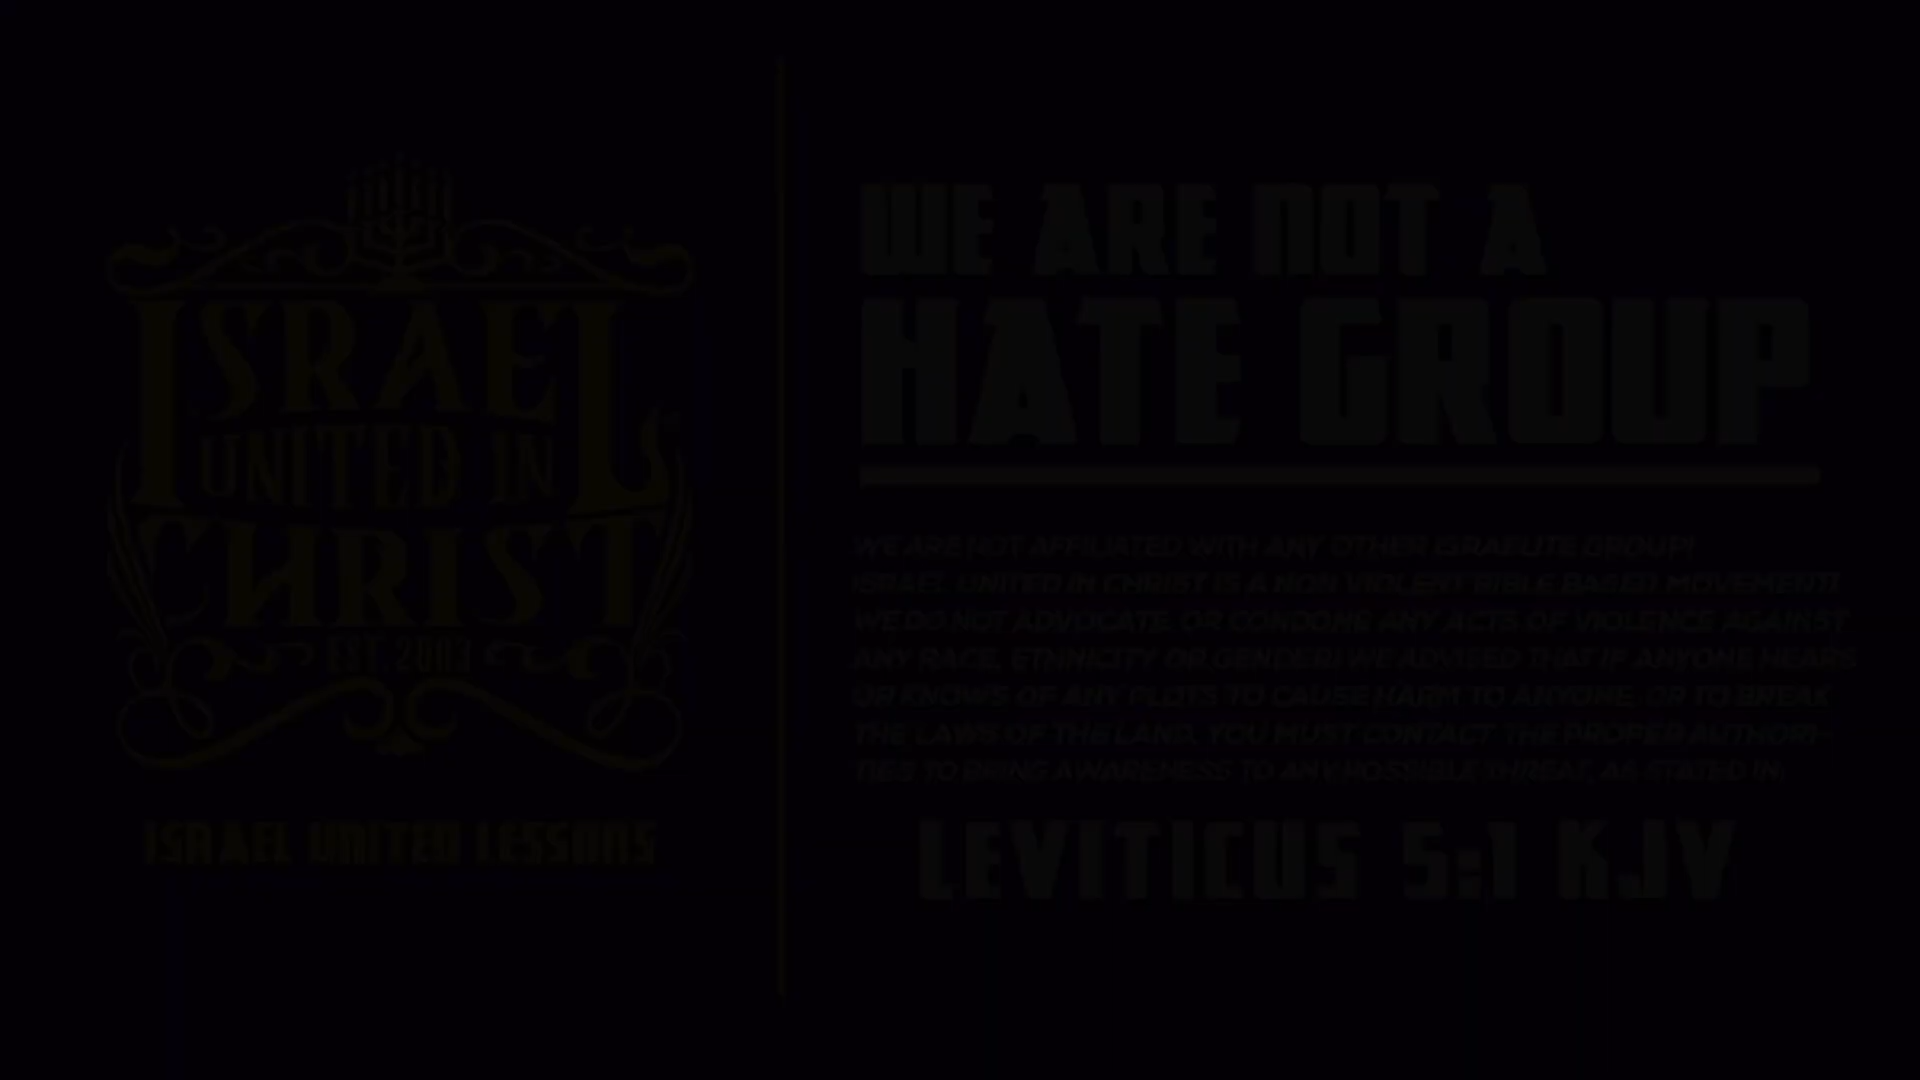 ISRAEL
UNITED IN
CHRIST
EST 2003
ISRAEL UNITED LESSONS
WE ARE NOT A
HATE GROUP
WE ARE NOT AFFILIATED WITH ANY OTHER ISRAELITE GROUP!
ISRAEL UNITED IN CHRIST IS A NON VIOLENT BIBLE BASED MOVEMENT!
WE DO NOT ADVOCATE, OR CONDONE ANY ACTS OF VIOLENCE AGAINST
ANY RACE, ETHNICITY OR GENDER! WE ADVISED THAT IF ANYONE HEARS
OR KNOWS OF ANY PLOTS TO CAUSE HARM TO ANYONE, OR TO BREAK
THE LAWS OF THE LAND, YOU MUST CONTACT THE PROPER AUTHORI-
TIES TO BRING AWARENESS TO ANY POSSIBLE THREAT, AS STATED IN,
LEVITICUS 5:1 KJV